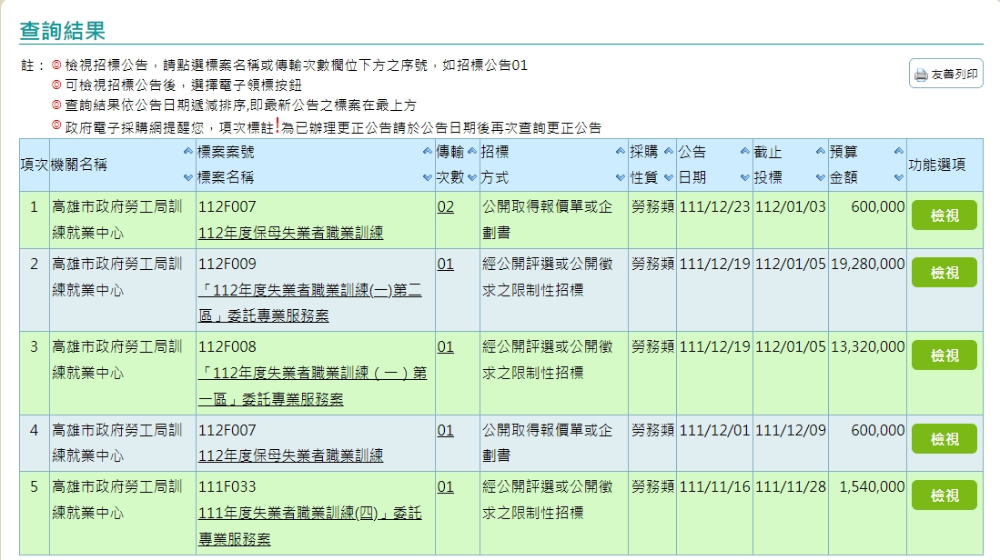 查詢結果
註：◎檢視招標公告，請點選標案名稱或傳輸次數欄位下方之序號，如招標公告01
◎可檢視招標公告後，選擇電子領標按鈕
◎查詢結果依公告日期遞減排序,即最新公告之標案在最上方
◎政府電子採購網提醒您，項次標註!為已辦理更正公告請於公告日期後再次查詢更正公告
友善列印
項次 機關名稱 標案案號 傳輸 招標 採購 公告 截止 預算 功能選項
標案名稱 次數 方式 性質 日期 投標 金額
1 高雄市政府勞工局訓 112F007 02 公開取得報價單或企 勞務類 111/12/23 112/01/03 600,000 檢視
練就業中心 112年度保母失業者職業訓練 劃書
2 高雄市政府勞工局訓 112F009 01 經公開評選或公開徵 勞務類 111/12/19 112/01/05 19,280,000 檢視
練就業中心 「112年度失業者職業訓練(一)第二 求之限制性招標
區」委託專業服務案
3 高雄市政府勞工局訓 112F008 01 經公開評選或公開徵 勞務類 111/12/19 112/01/05 13,320,000 檢視
練就業中心 「112年度失業者職業訓練（一）第 求之限制性招標
一區」委託專業服務案
4 高雄市政府勞工局訓 112F007 01 公開取得報價單或企 勞務類 111/12/01 111/12/09 600,000 檢視
練就業中心 112年度保母失業者職業訓練 劃書
5 高雄市政府勞工局訓 111F033 01 經公開評選或公開徵 勞務類 111/11/16 111/11/28 1,540,000 檢視
練就業中心 111年度失業者職業訓練(四)」委託 求之限制性招標
專業服務案